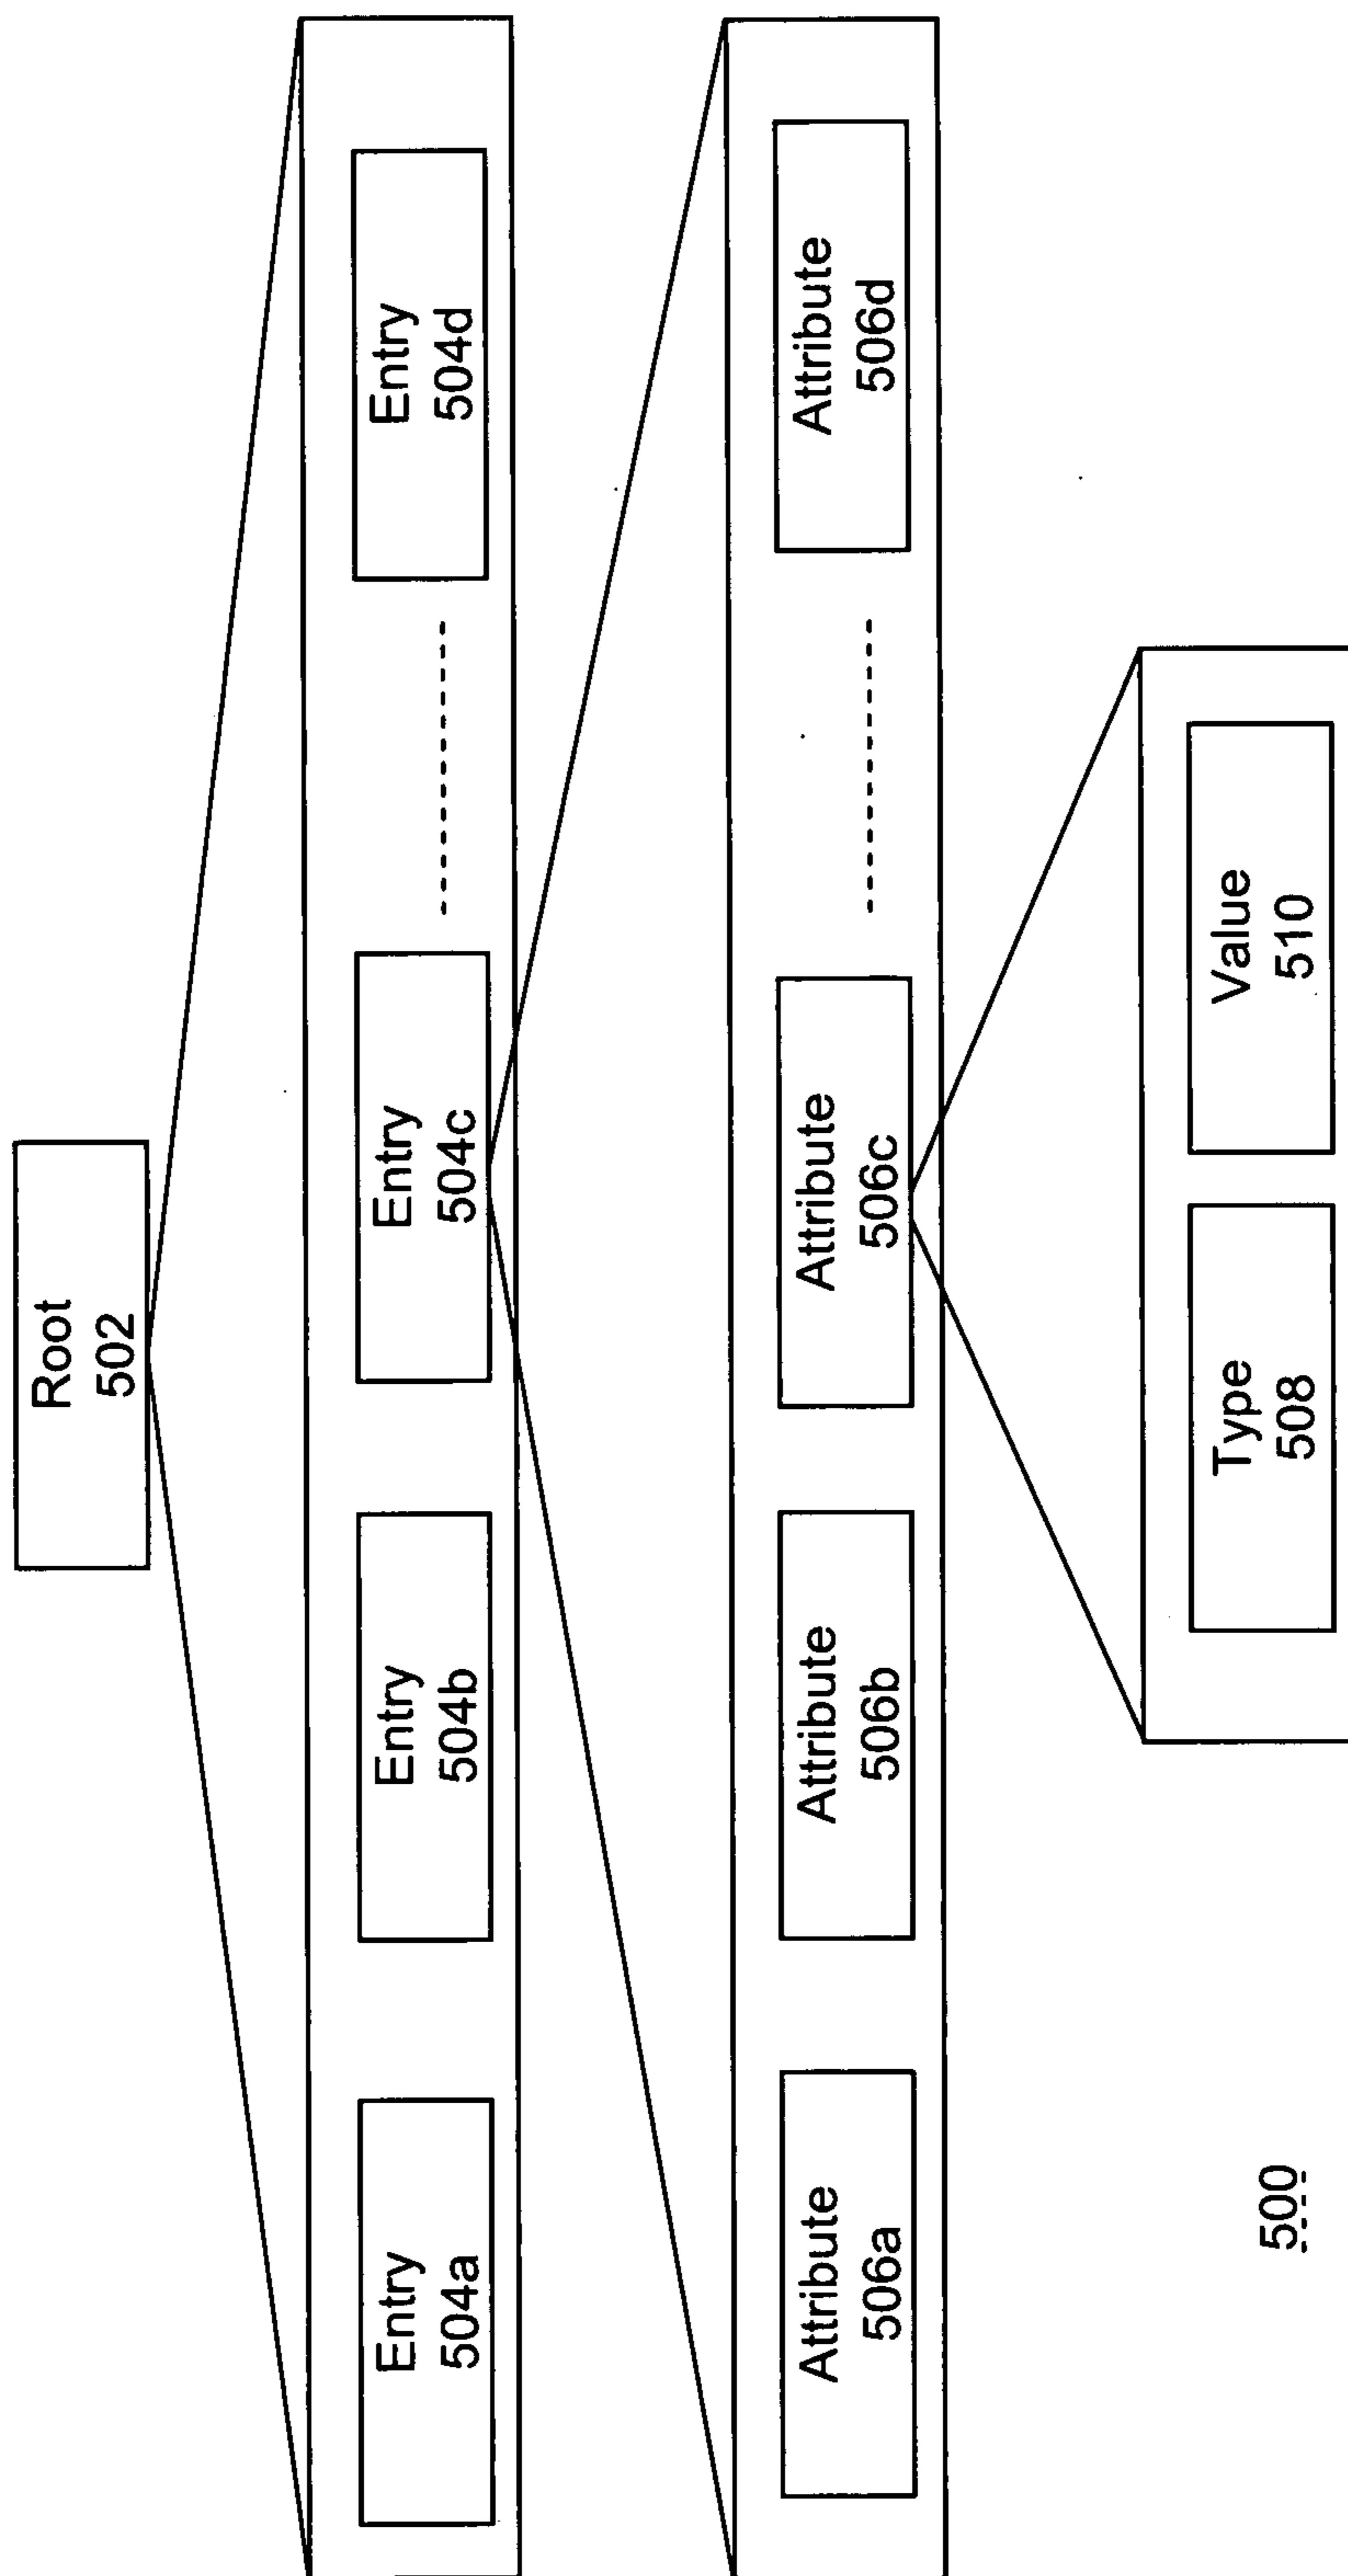 Root
502
Entry
504a
Entry
504b
Entry
504c
Entry
504d
Attribute
506a
Attribute
506b
Attribute
506c
Attribute
506d
Type
508
Value
510
500